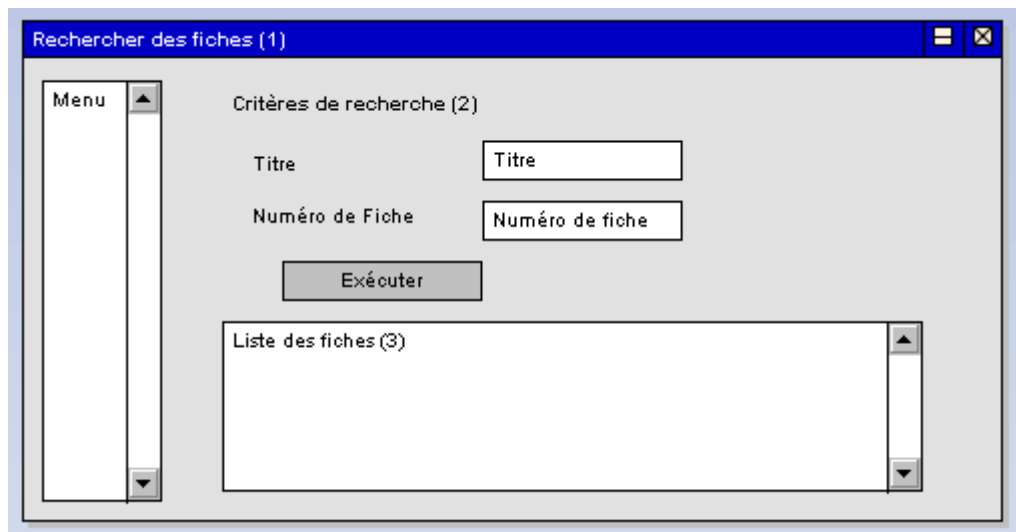 Rechercher des fiches (1)
Menu
Critères de recherche (2)
Titre
Titre
Numéro de Fiche
Numéro de fiche
Exécuter
Liste des fiches (3)